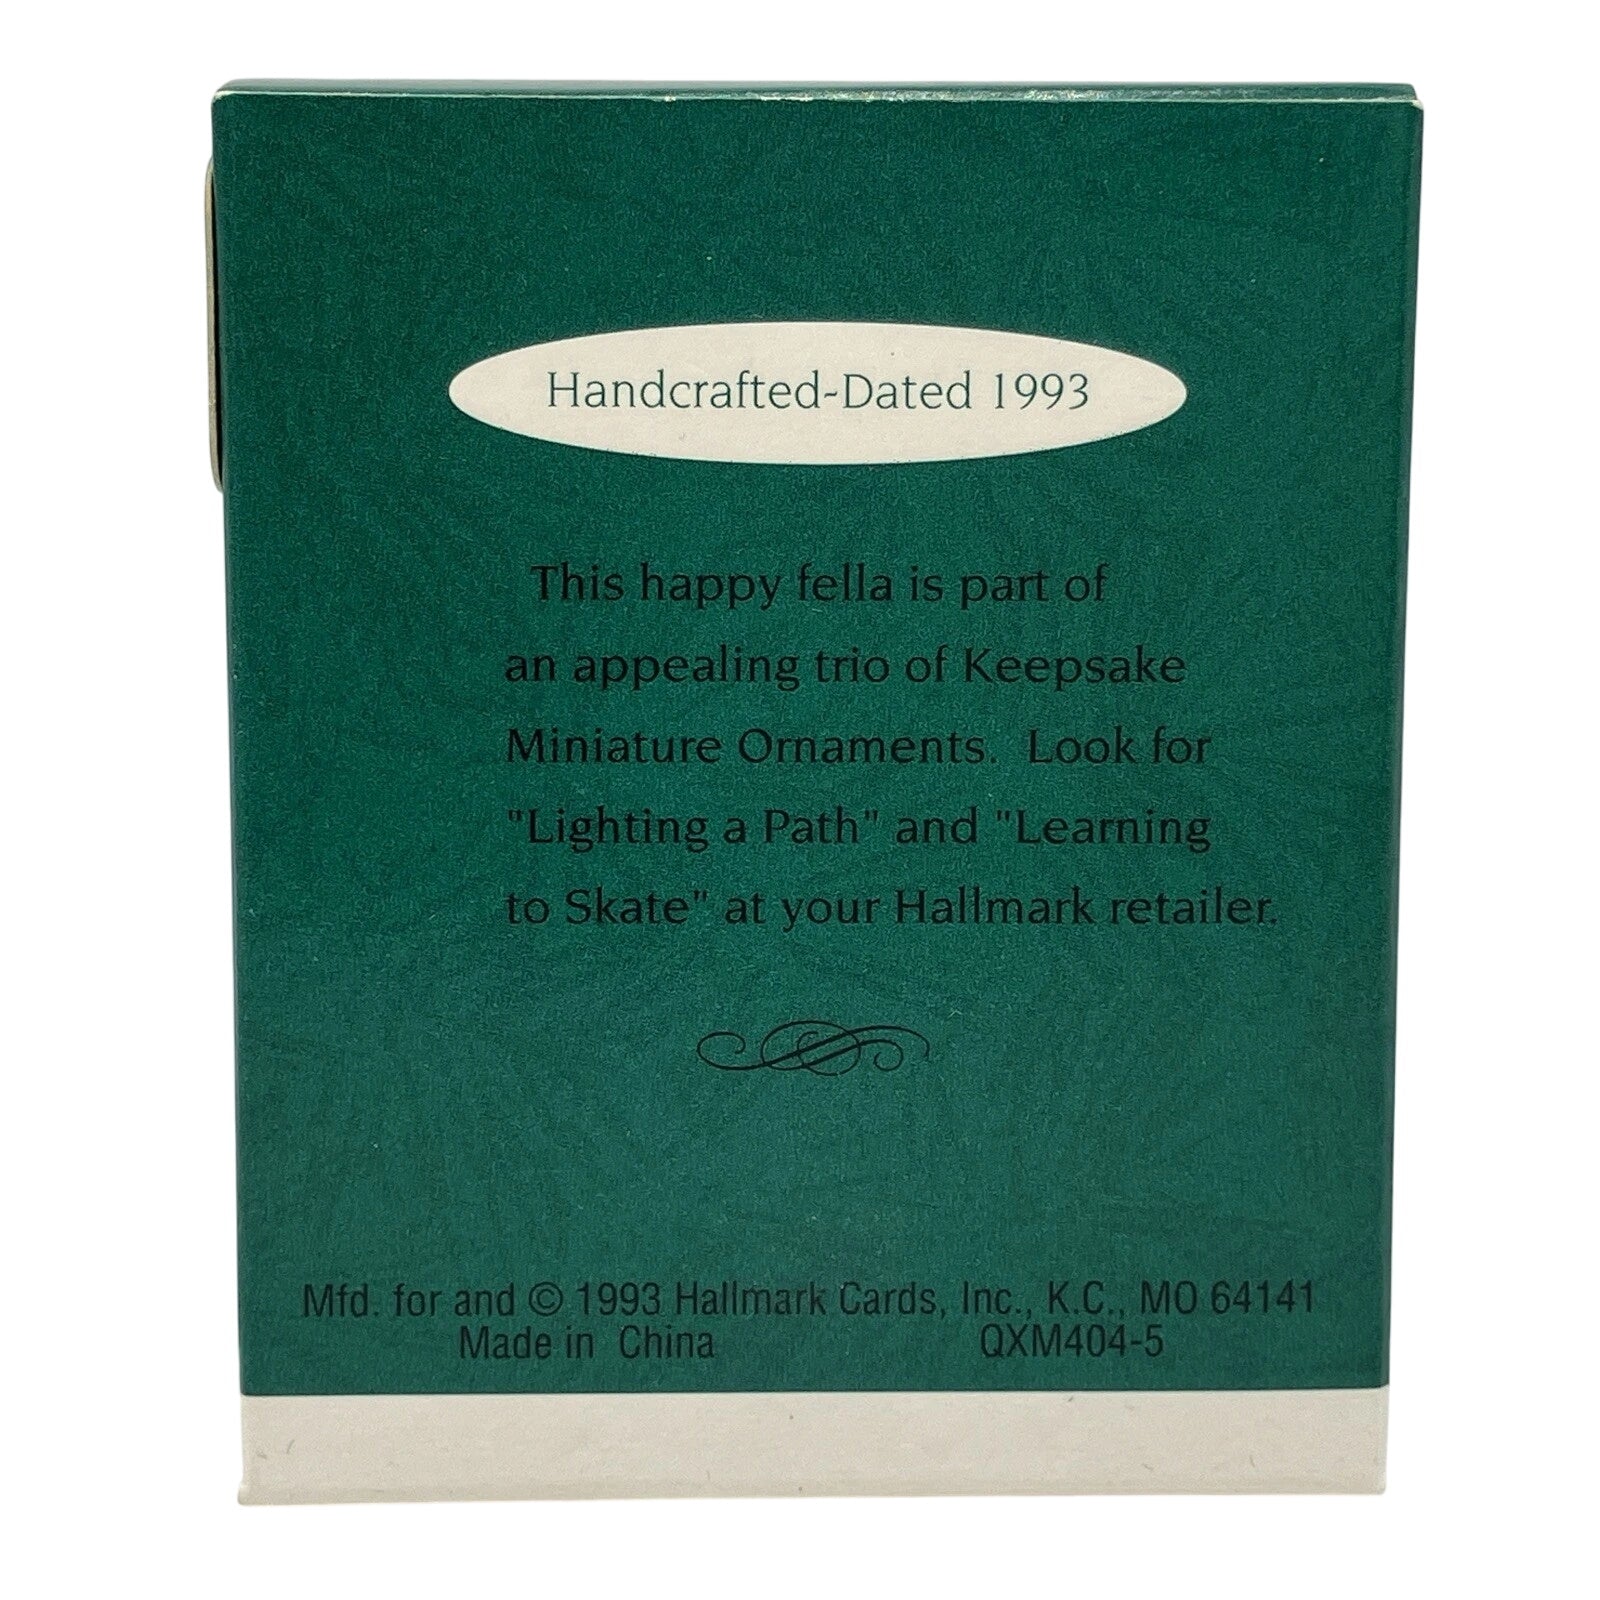 Handcrafted-Dated 1993
This happy fella is part of
an appealing trio of Keepsake
Miniature Ornaments. Look for
"Lighting a Path" and "Learning
to Skate" at your Hallmark retailer.
Mfd. for and © 1993 Hallmark Cards, Inc., K.C., MO 64141
Made in China QXM404-5